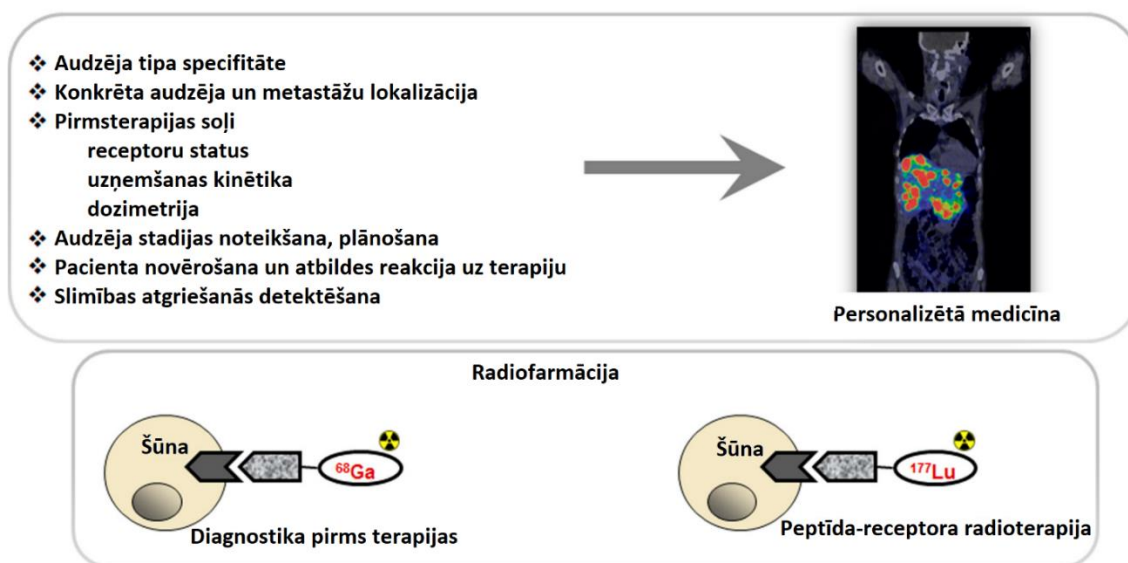 ❖ Audzēja tipa specifitāte
❖ Konkrēta audzēja un metastāžu lokalizācija
❖ Pirmsterapijas soļi
receptoru status
uzņemšanas kinētika
dozimetrija
❖ Audzēja stadijas noteikšana, plānošana
❖ Pacienta novērošana un atbildes reakcija uz terapiju
❖ Slimības atgriešanās detektēšana
Personalizētā medicīna
Radiofarmācija
Šūna
⁶⁸Ga
Diagnostika pirms terapijas
Šūna
¹⁷⁷Lu
Peptīda-receptora radioterapija